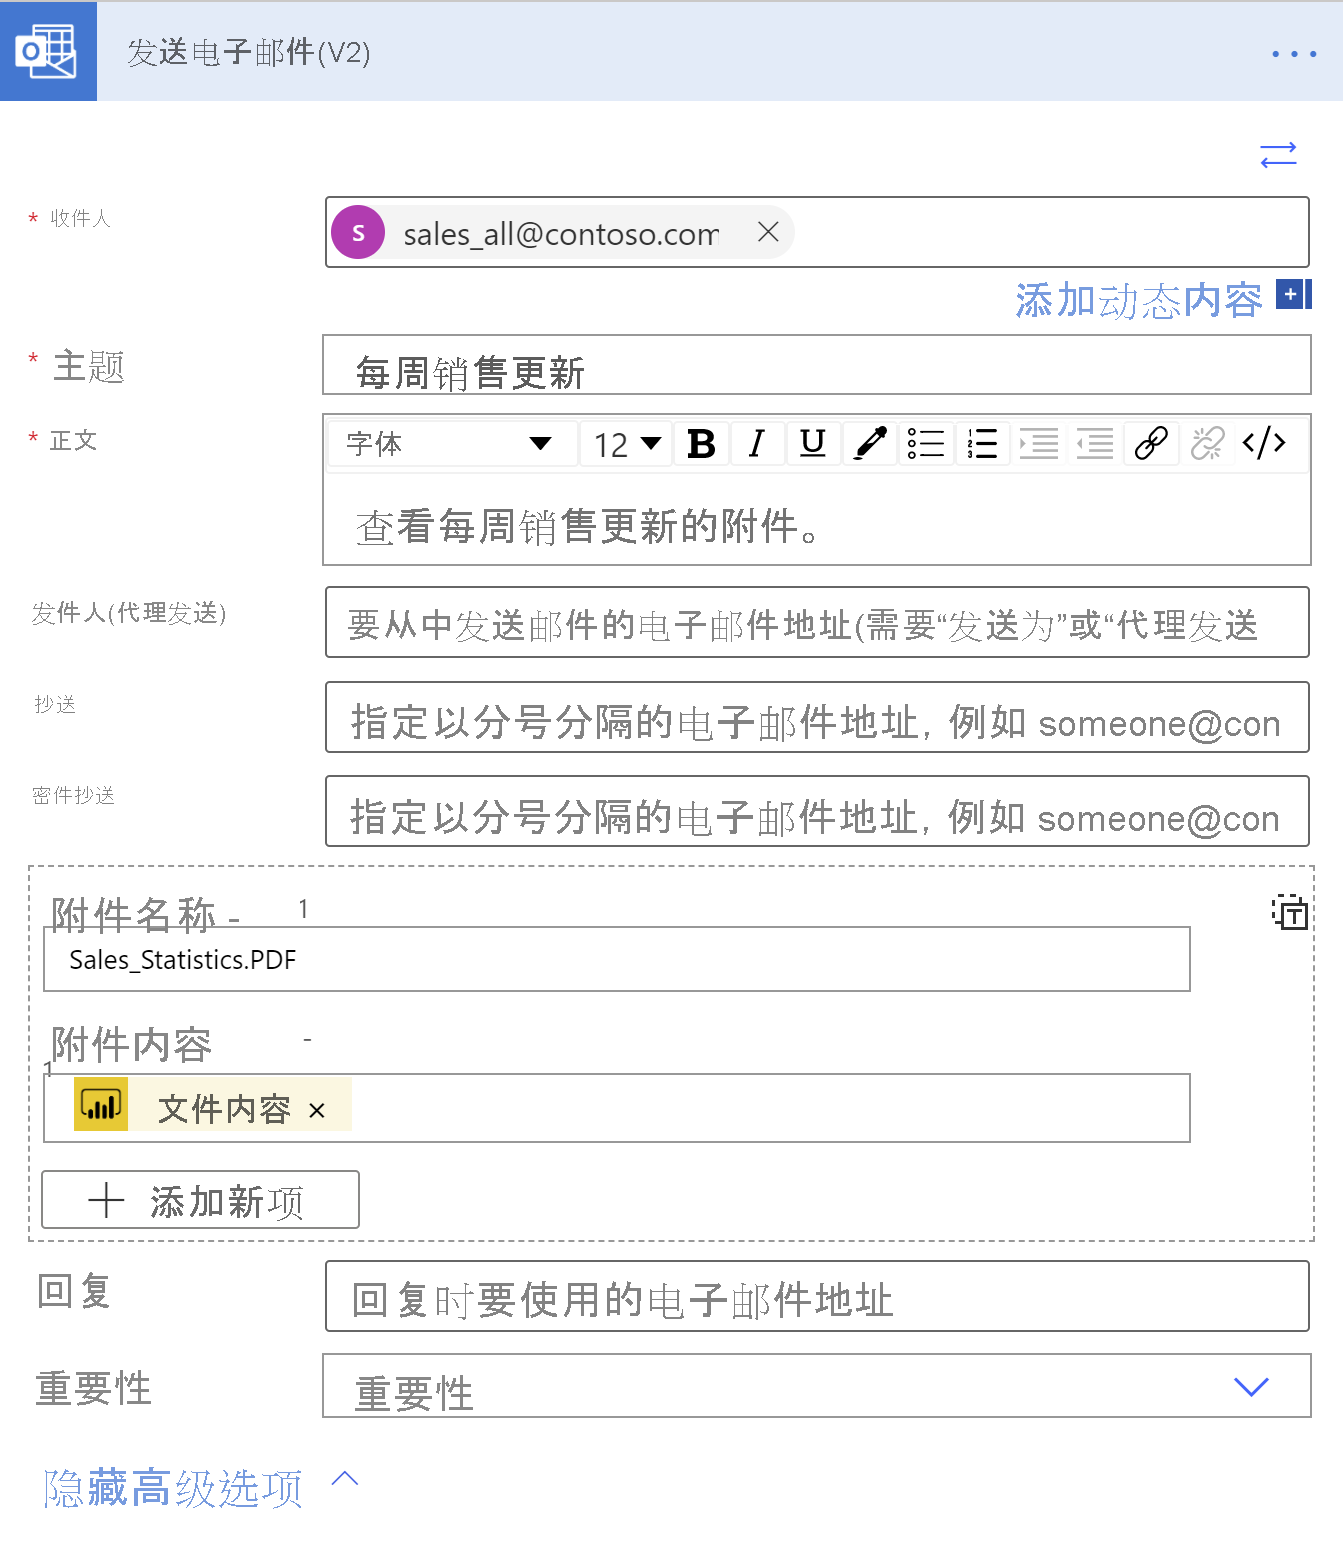 发送电子邮件(V2)
* 收件人
S sales_all@contoso.com
添加动态内容
* 主题
每周销售更新
* 正文
字体 12 B I U
查看每周销售更新的附件。
发件人(代理发送)
要从中发送邮件的电子邮件地址(需要“发送为”或“代理发送
抄送
指定以分号分隔的电子邮件地址, 例如 someone@con
密件抄送
指定以分号分隔的电子邮件地址, 例如 someone@con
附件名称 - 1
Sales_Statistics.PDF
附件内容 -
1
文件内容 ×
+ 添加新项
回复
回复时要使用的电子邮件地址
重要性
重要性
隐藏高级选项